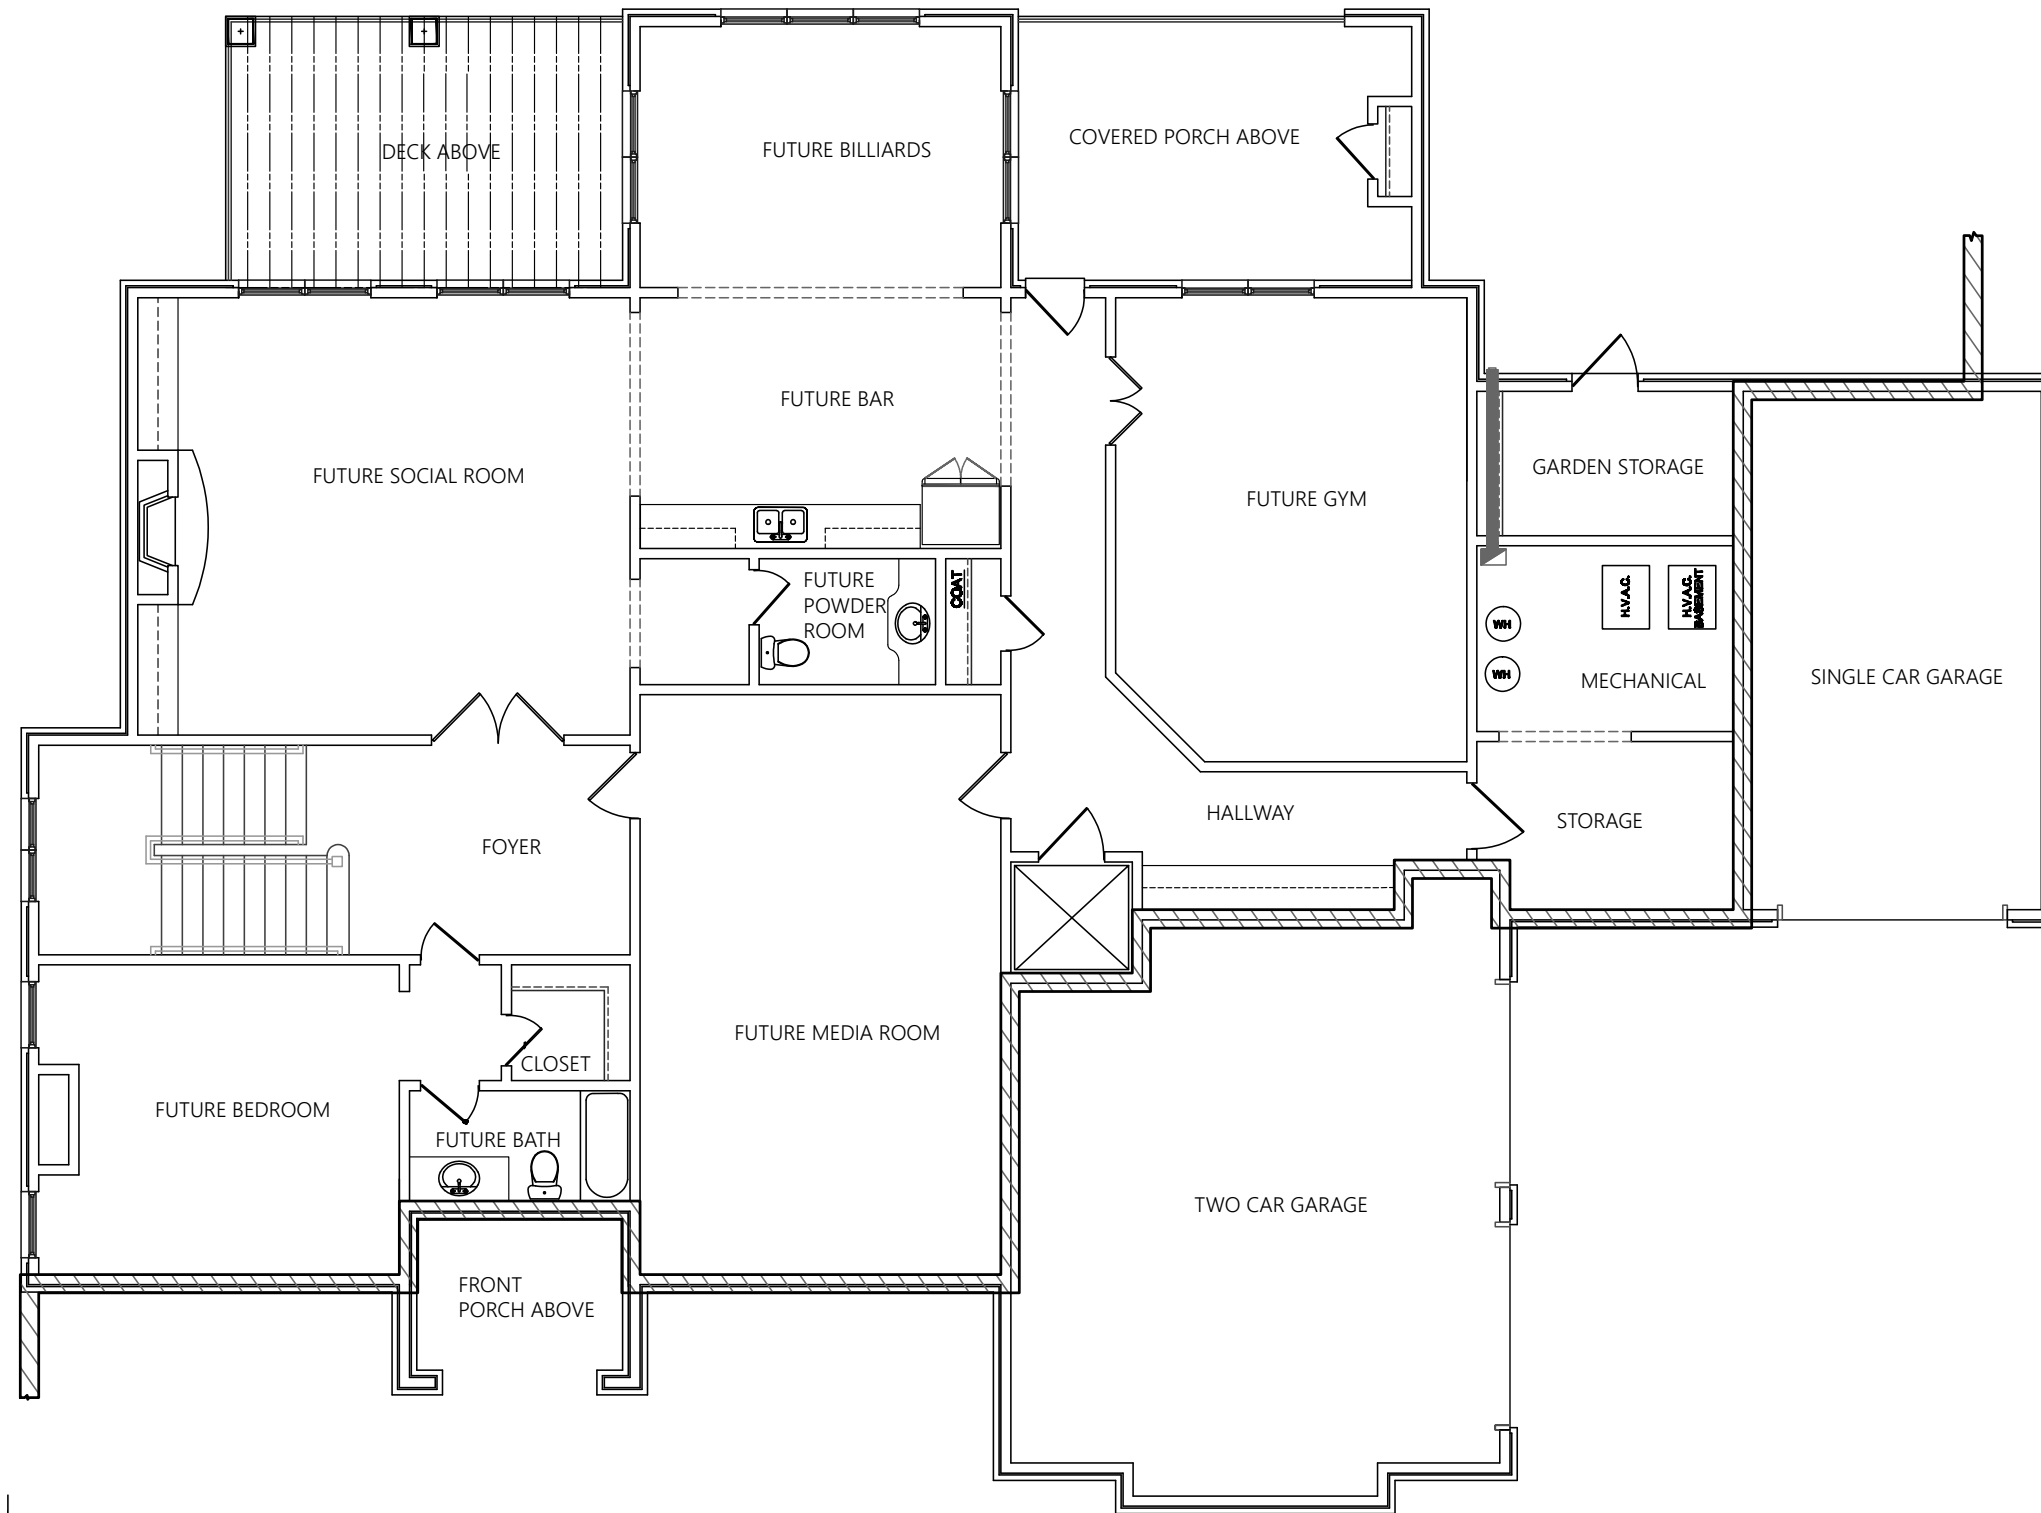 DECK ABOVE
FUTURE BILLIARDS
COVERED PORCH ABOVE
FUTURE SOCIAL ROOM
FUTURE BAR
FUTURE GYM
GARDEN STORAGE
FUTURE
POWDER
ROOM
COAT
H.V.A.C.
H.V.A.C.
BASEMENT
WH
WH
MECHANICAL
SINGLE CAR GARAGE
HALLWAY
STORAGE
FOYER
FUTURE MEDIA ROOM
CLOSET
FUTURE BEDROOM
FUTURE BATH
TWO CAR GARAGE
FRONT
PORCH ABOVE